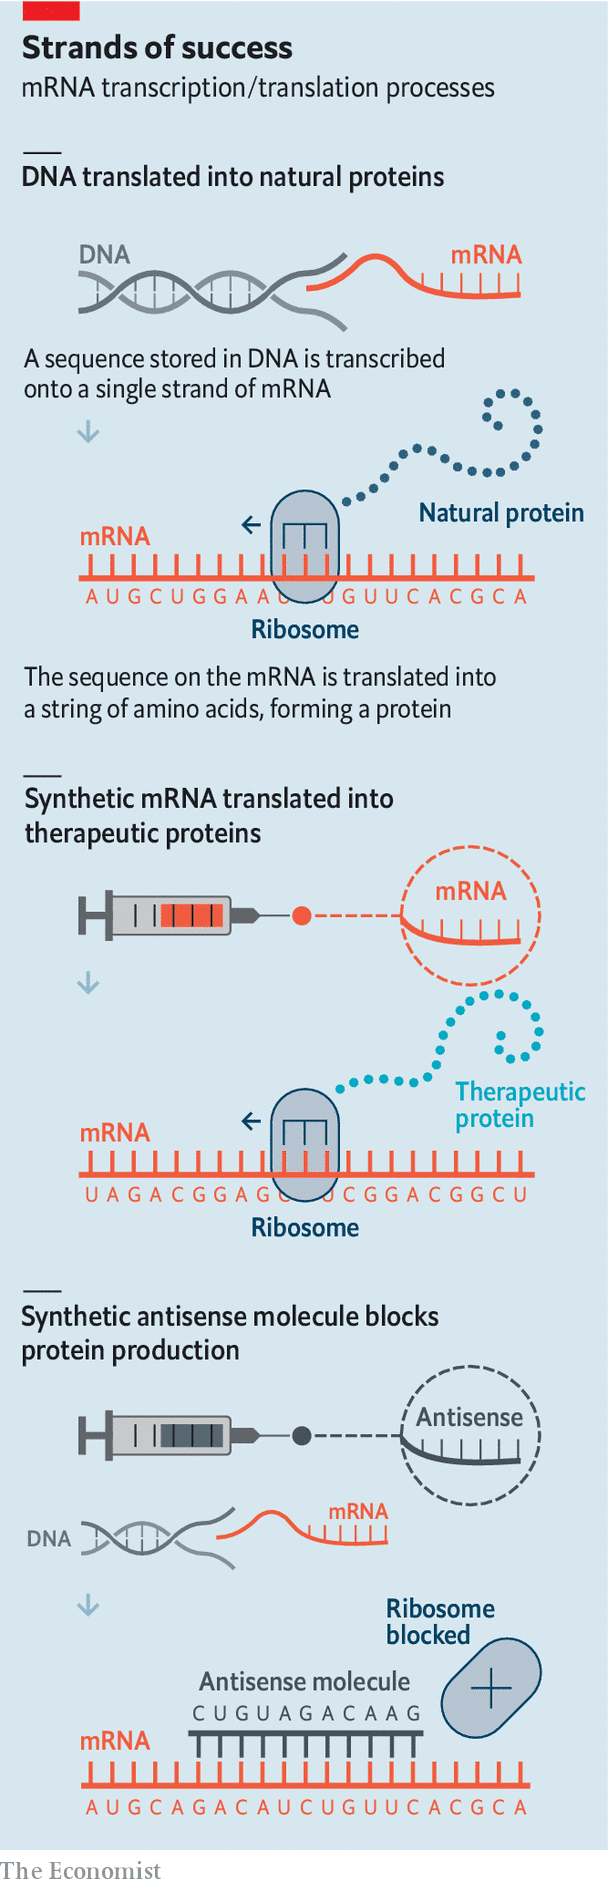 Strands of success
mRNA transcription/translation processes
DNA translated into natural proteins
DNA
mRNA
A sequence stored in DNA is transcribed
onto a single strand of mRNA
Natural protein
mRNA
A U G C U G G A A U U G U U C A C G C A
Ribosome
The sequence on the mRNA is translated into
a string of amino acids, forming a protein
Synthetic mRNA translated into
therapeutic proteins
mRNA
Therapeutic
protein
mRNA
U A G A C G G A G C U C G G A C G G C U
Ribosome
Synthetic antisense molecule blocks
protein production
Antisense
mRNA
DNA
Ribosome
blocked
Antisense molecule
C U G U A G A C A A G
mRNA
A U G C A G A C A U C U G U U C A C G C A
The Economist